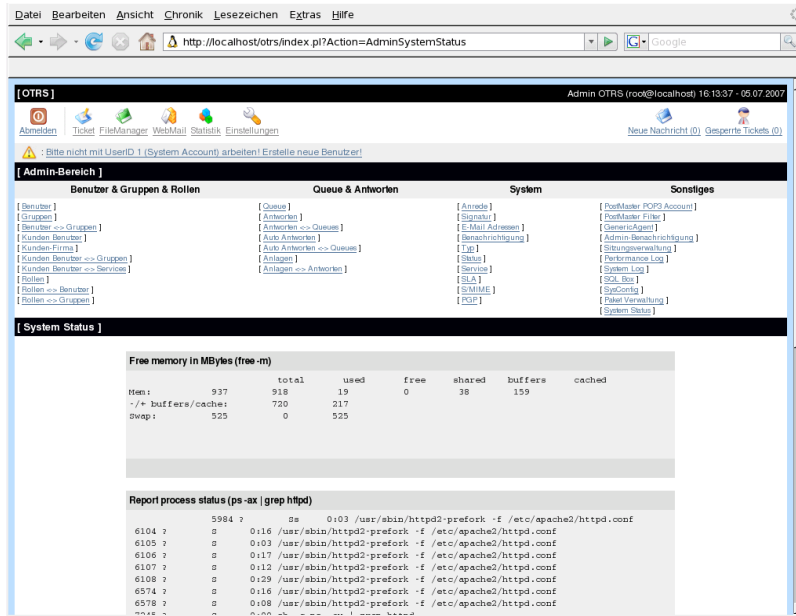 Datei Bearbeiten Ansicht Chronik Lesezeichen Extras Hilfe
http://localhost/otrs/index.pl?Action=AdminSystemStatus
G Google
[ OTRS ] Admin OTRS (root@localhost) 16:13:37 - 05.07.2007
Abmelden Ticket FileManager WebMail Statistik Einstellungen Neue Nachricht (0) Gesperrte Tickets (0)
: Bitte nicht mit UserID 1 (System Account) arbeiten! Erstelle neue Benutzer!
[ Admin-Bereich ]
Benutzer & Gruppen & Rollen Queue & Antworten System Sonstiges
[ Benutzer ] [ Queue ] [ Anrede ] [ PostMaster POP3 Account ]
[ Gruppen ] [ Antworten ] [ Signatur ] [ PostMaster Filter ]
[ Benutzer <-> Gruppen ] [ Antworten <-> Queues ] [ E-Mail Adressen ] [ GenericAgent ]
[ Kunden Benutzer ] [ Auto Antworten ] [ Benachrichtigung ] [ Admin-Benachrichtigung ]
[ Kunden-Firma ] [ Auto Antworten <-> Queues ] [ Typ ] [ Sitzungsverwaltung ]
[ Kunden Benutzer <-> Gruppen ] [ Anlagen ] [ Status ] [ Performance Log ]
[ Kunden Benutzer <-> Services ] [ Anlagen <-> Antworten ] [ Service ] [ System Log ]
[ Rollen ] [ SLA ] [ SQL Box ]
[ Rollen <-> Benutzer ] [ S/MIME ] [ SysConfig ]
[ Rollen <-> Gruppen ] [ PGP ] [ Paket Verwaltung ]
[ System Status ]
[ System Status ]
Free memory in MBytes (free -m)
total used free shared buffers cached
Mem: 937 918 19 0 38 159
-/+ buffers/cache: 720 217
Swap: 525 0 525
Report process status (ps -ax | grep httpd)
5984 ? Ss 0:03 /usr/sbin/httpd2-prefork -f /etc/apache2/httpd.conf
6104 ? S 0:16 /usr/sbin/httpd2-prefork -f /etc/apache2/httpd.conf
6105 ? S 0:03 /usr/sbin/httpd2-prefork -f /etc/apache2/httpd.conf
6106 ? S 0:17 /usr/sbin/httpd2-prefork -f /etc/apache2/httpd.conf
6107 ? S 0:12 /usr/sbin/httpd2-prefork -f /etc/apache2/httpd.conf
6108 ? S 0:29 /usr/sbin/httpd2-prefork -f /etc/apache2/httpd.conf
6574 ? S 0:16 /usr/sbin/httpd2-prefork -f /etc/apache2/httpd.conf
6578 ? S 0:08 /usr/sbin/httpd2-prefork -f /etc/apache2/httpd.conf